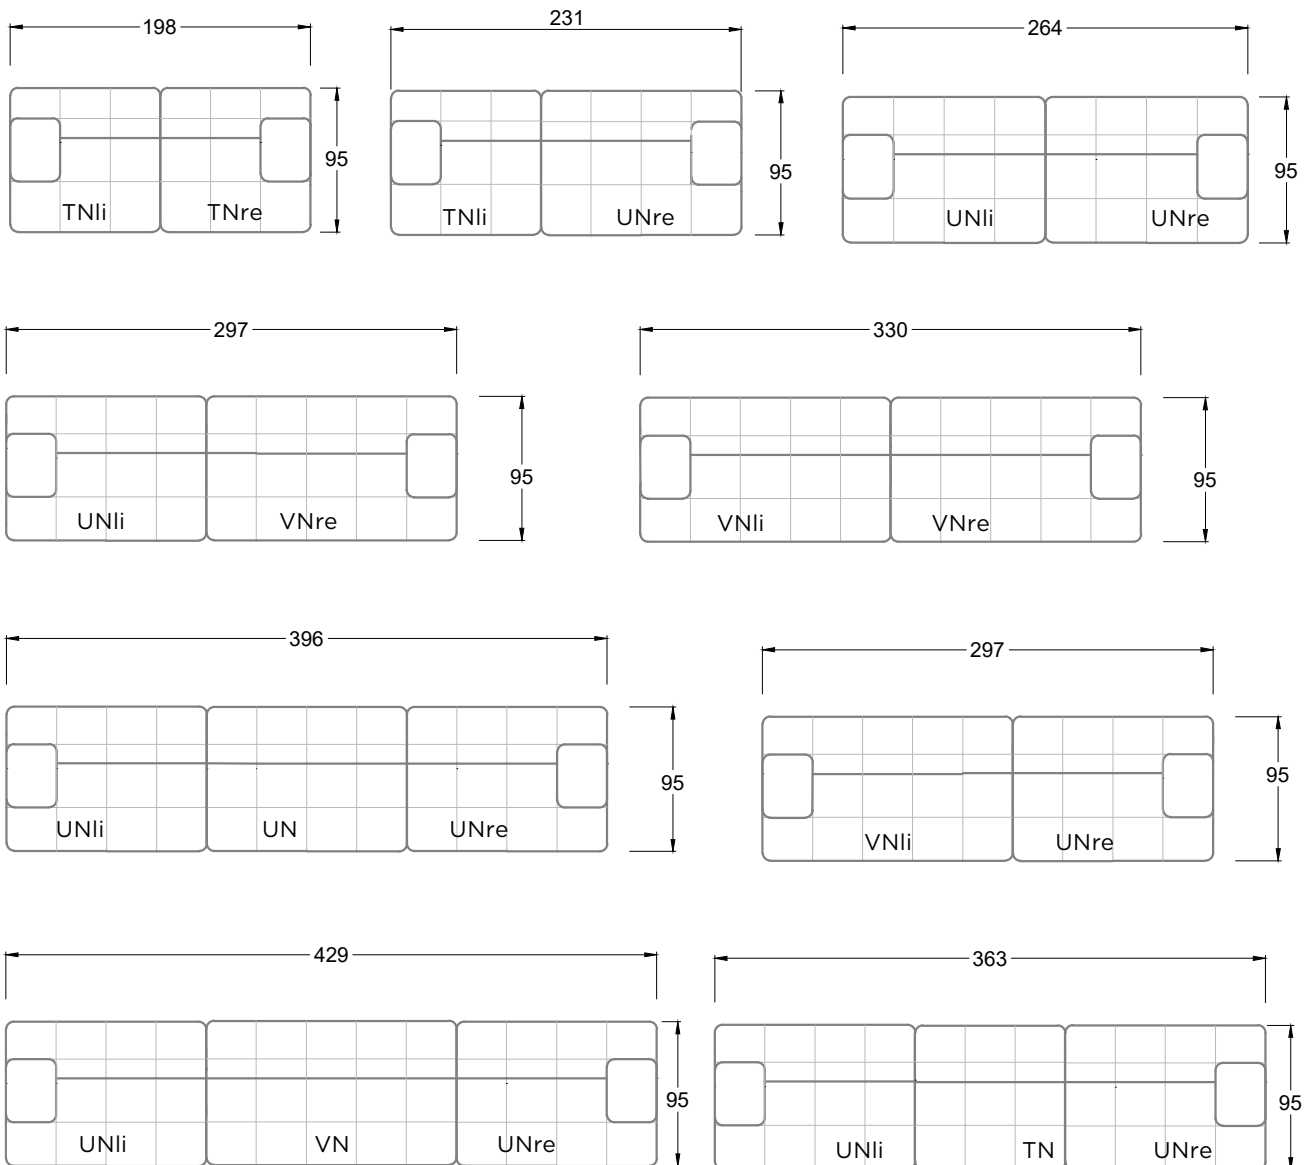 198
231
264
95
95
95
TNli TNre
TNli UNre
UNli UNre
297
330
95
95
UNli VNre
VNli VNre
396
297
95
95
UNli UN UNre
VNli UNre
429
363
95
95
UNli VN UNre
UNli TN UNre